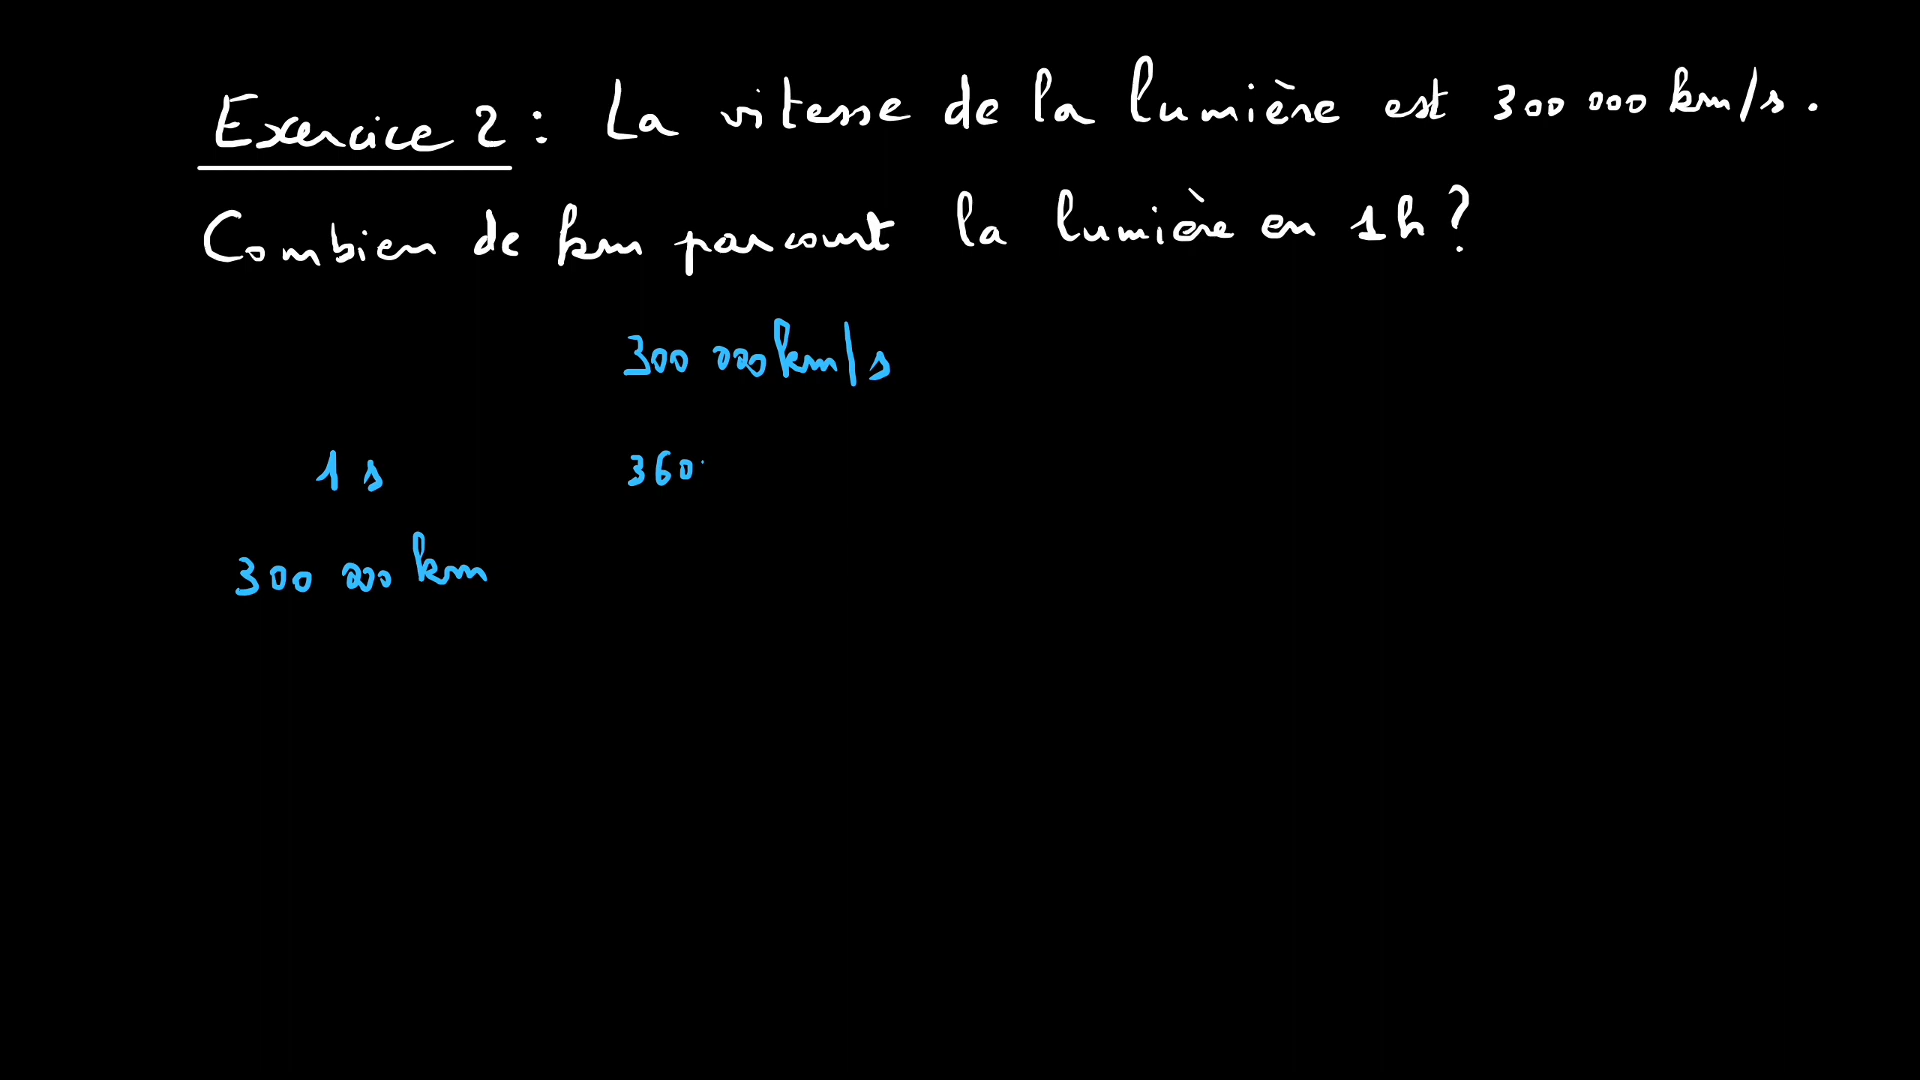 Exercice 2 : La vitesse de la lumière est 300 000 km/s.
Combien de km parcourt la lumière en 1h ?
300 000 km/s
1 s 360
300 000 km